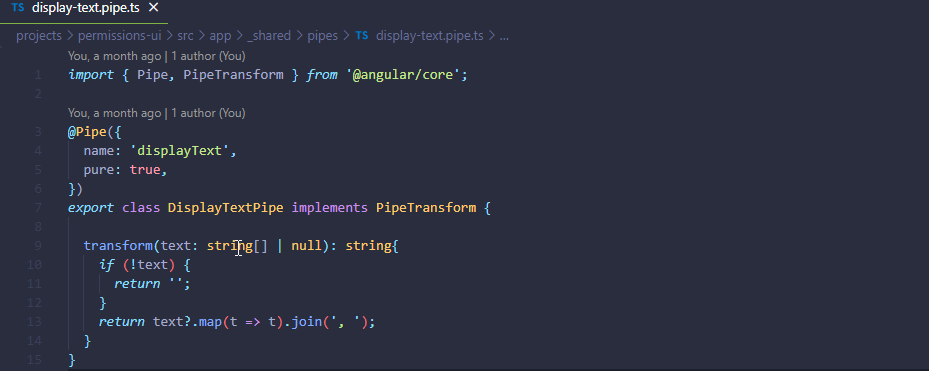 TS display-text.pipe.ts ×
projects > permissions-ui > src > app > _shared > pipes > TS display-text.pipe.ts > ...
You, a month ago | 1 author (You)
1 import { Pipe, PipeTransform } from '@angular/core';
2
You, a month ago | 1 author (You)
3 @Pipe({
4   name: 'displayText',
5   pure: true,
6 })
7 export class DisplayTextPipe implements PipeTransform {
8
9   transform(text: string[] | null): string{
10     if (!text) {
11       return '';
12     }
13     return text?.map(t => t).join(', ');
14   }
15 }